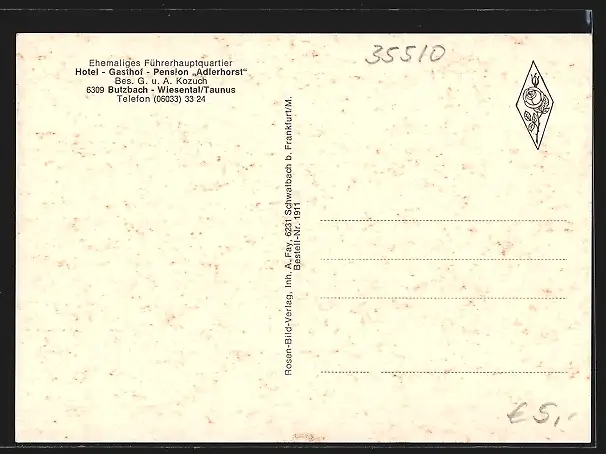 Ehemaliges Führerhauptquartier
Hotel - Gasthof - Pension „Adlerhorst“
Bes. G. u. A. Kozuch
6309 Butzbach - Wiesental/Taunus
Telefon (06033) 33 24
Rosen-Bild-Verlag, Inh. A. Fay, 6231 Schwalbach b. Frankfurt/M.
Bestell-Nr. 1911
35510
€ 5,-